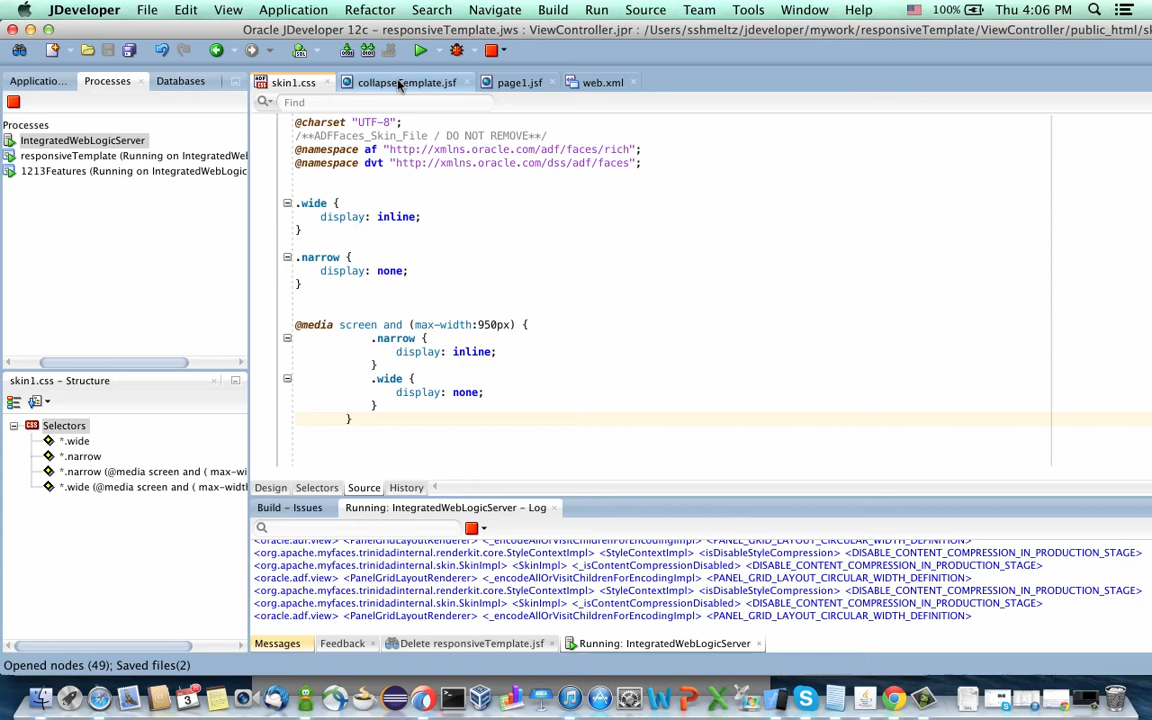 JDeveloper File Edit View Application Refactor Search Navigate Build Run Source Team Tools Window Help 100% Thu 4:06 PM
Oracle JDeveloper 12c - responsiveTemplate.jws : ViewController.jpr : /Users/sshmeltz/jdeveloper/mywork/responsiveTemplate/ViewController/public_html/sk
Applicatio... Processes Databases skin1.css collapseTemplate.jsf page1.jsf web.xml
Find
Processes
IntegratedWebLogicServer
responsiveTemplate (Running on IntegratedWebL
1213Features (Running on IntegratedWebLogic
@charset "UTF-8";
/**ADFFaces_Skin_File / DO NOT REMOVE**/
@namespace af "http://xmlns.oracle.com/adf/faces/rich";
@namespace dvt "http://xmlns.oracle.com/dss/adf/faces";
.wide {
display: inline;
}
.narrow {
display: none;
}
@media screen and (max-width:950px) {
.narrow {
display: inline;
}
.wide {
display: none;
}
}
skin1.css - Structure
CSS Selectors
*.wide
*.narrow
*.narrow (@media screen and ( max-wi
*.wide (@media screen and ( max-width
Design Selectors Source History
Build - Issues Running: IntegratedWebLogicServer - Log
<oracle.adf.view> <PanelGridLayoutRenderer> <_encodeAllOrVisitChildrenForEncodingImpl> <PANEL_GRID_LAYOUT_CIRCULAR_WIDTH_DEFINITION>
<org.apache.myfaces.trinidadinternal.renderkit.core.StyleContextImpl> <StyleContextImpl> <isDisableStyleCompression> <DISABLE_CONTENT_COMPRESSION_IN_PRODUCTION_STAGE>
<org.apache.myfaces.trinidadinternal.skin.SkinImpl> <SkinImpl> <_isContentCompressionDisabled> <DISABLE_CONTENT_COMPRESSION_IN_PRODUCTION_STAGE>
<oracle.adf.view> <PanelGridLayoutRenderer> <_encodeAllOrVisitChildrenForEncodingImpl> <PANEL_GRID_LAYOUT_CIRCULAR_WIDTH_DEFINITION>
<org.apache.myfaces.trinidadinternal.renderkit.core.StyleContextImpl> <StyleContextImpl> <isDisableStyleCompression> <DISABLE_CONTENT_COMPRESSION_IN_PRODUCTION_STAGE>
<org.apache.myfaces.trinidadinternal.skin.SkinImpl> <SkinImpl> <_isContentCompressionDisabled> <DISABLE_CONTENT_COMPRESSION_IN_PRODUCTION_STAGE>
<oracle.adf.view> <PanelGridLayoutRenderer> <_encodeAllOrVisitChildrenForEncodingImpl> <PANEL_GRID_LAYOUT_CIRCULAR_WIDTH_DEFINITION>
Messages Feedback Delete responsiveTemplate.jsf Running: IntegratedWebLogicServer
Opened nodes (49); Saved files(2)